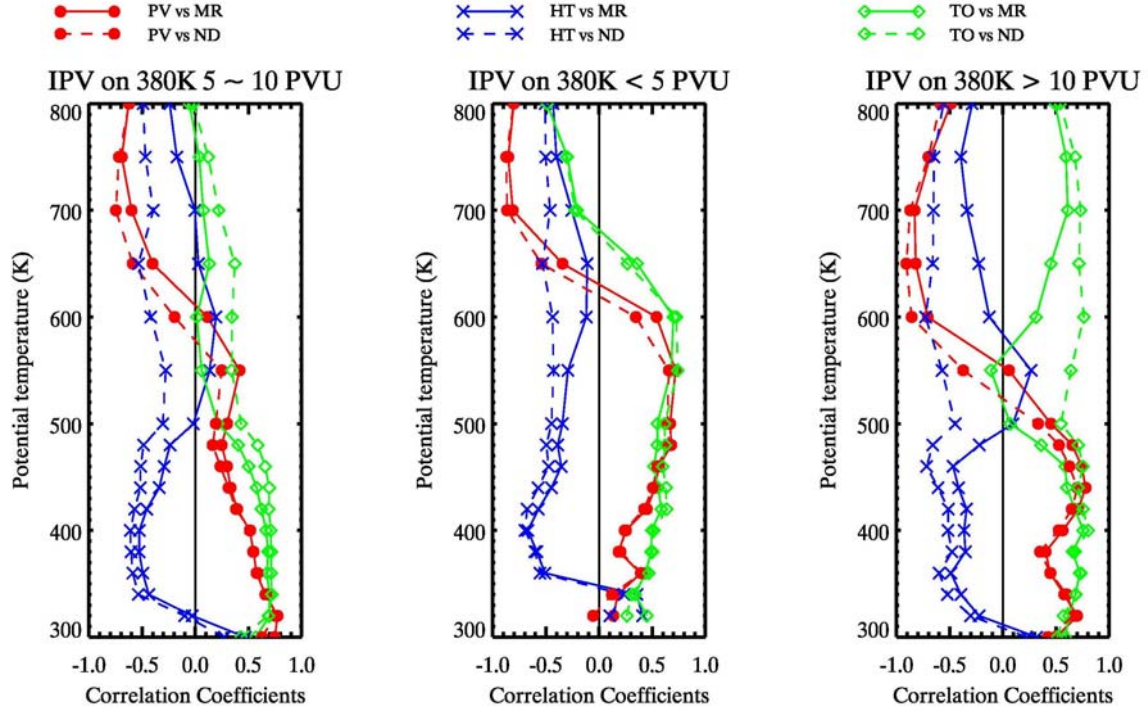 PV vs MR
PV vs ND
HT vs MR
HT vs ND
TO vs MR
TO vs ND
IPV on 380K 5 ~ 10 PVU
IPV on 380K < 5 PVU
IPV on 380K > 10 PVU
Potential temperature (K)
800
700
600
500
400
300
-1.0 -0.5 0.0 0.5 1.0
Correlation Coefficients
Potential temperature (K)
800
700
600
500
400
300
-1.0 -0.5 0.0 0.5 1.0
Correlation Coefficients
Potential temperature (K)
800
700
600
500
400
300
-1.0 -0.5 0.0 0.5 1.0
Correlation Coefficients